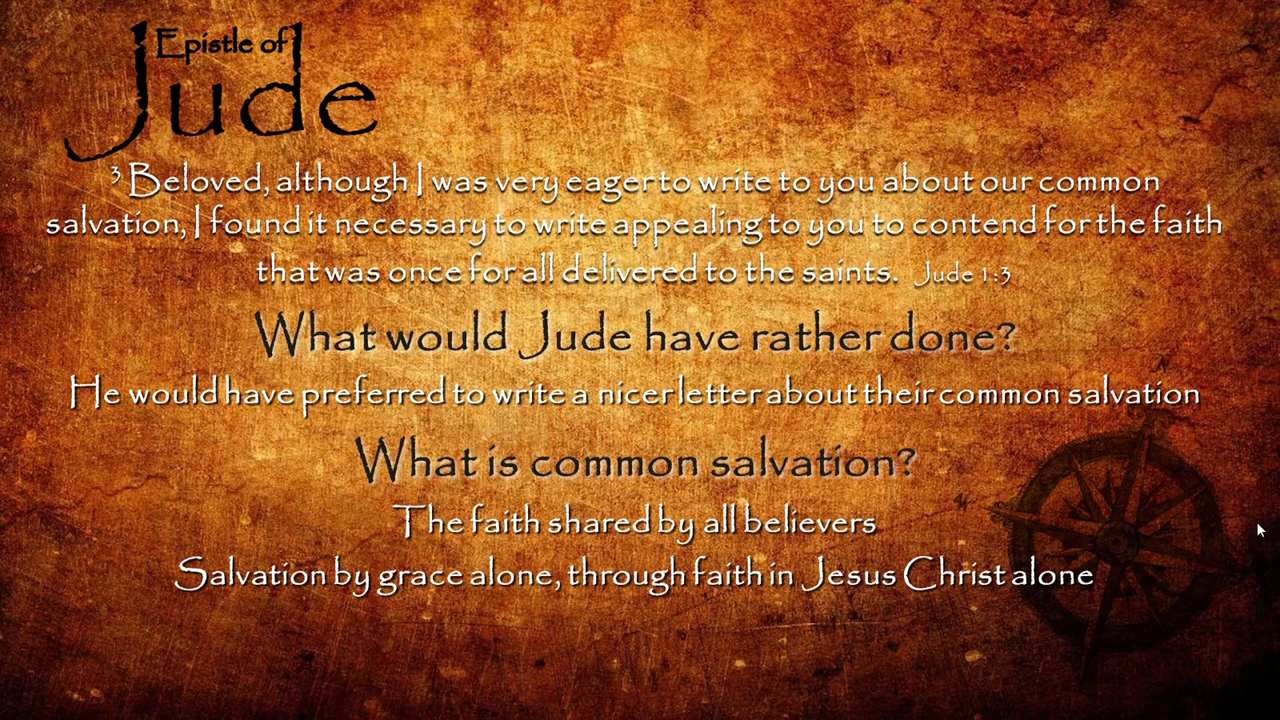 Epistle of
Jude
3 Beloved, although I was very eager to write to you about our common
salvation, I found it necessary to write appealing to you to contend for the faith
that was once for all delivered to the saints. Jude 1:3
What would Jude have rather done?
He would have preferred to write a nicer letter about their common salvation
What is common salvation?
The faith shared by all believers
Salvation by grace alone, through faith in Jesus Christ alone
N
W